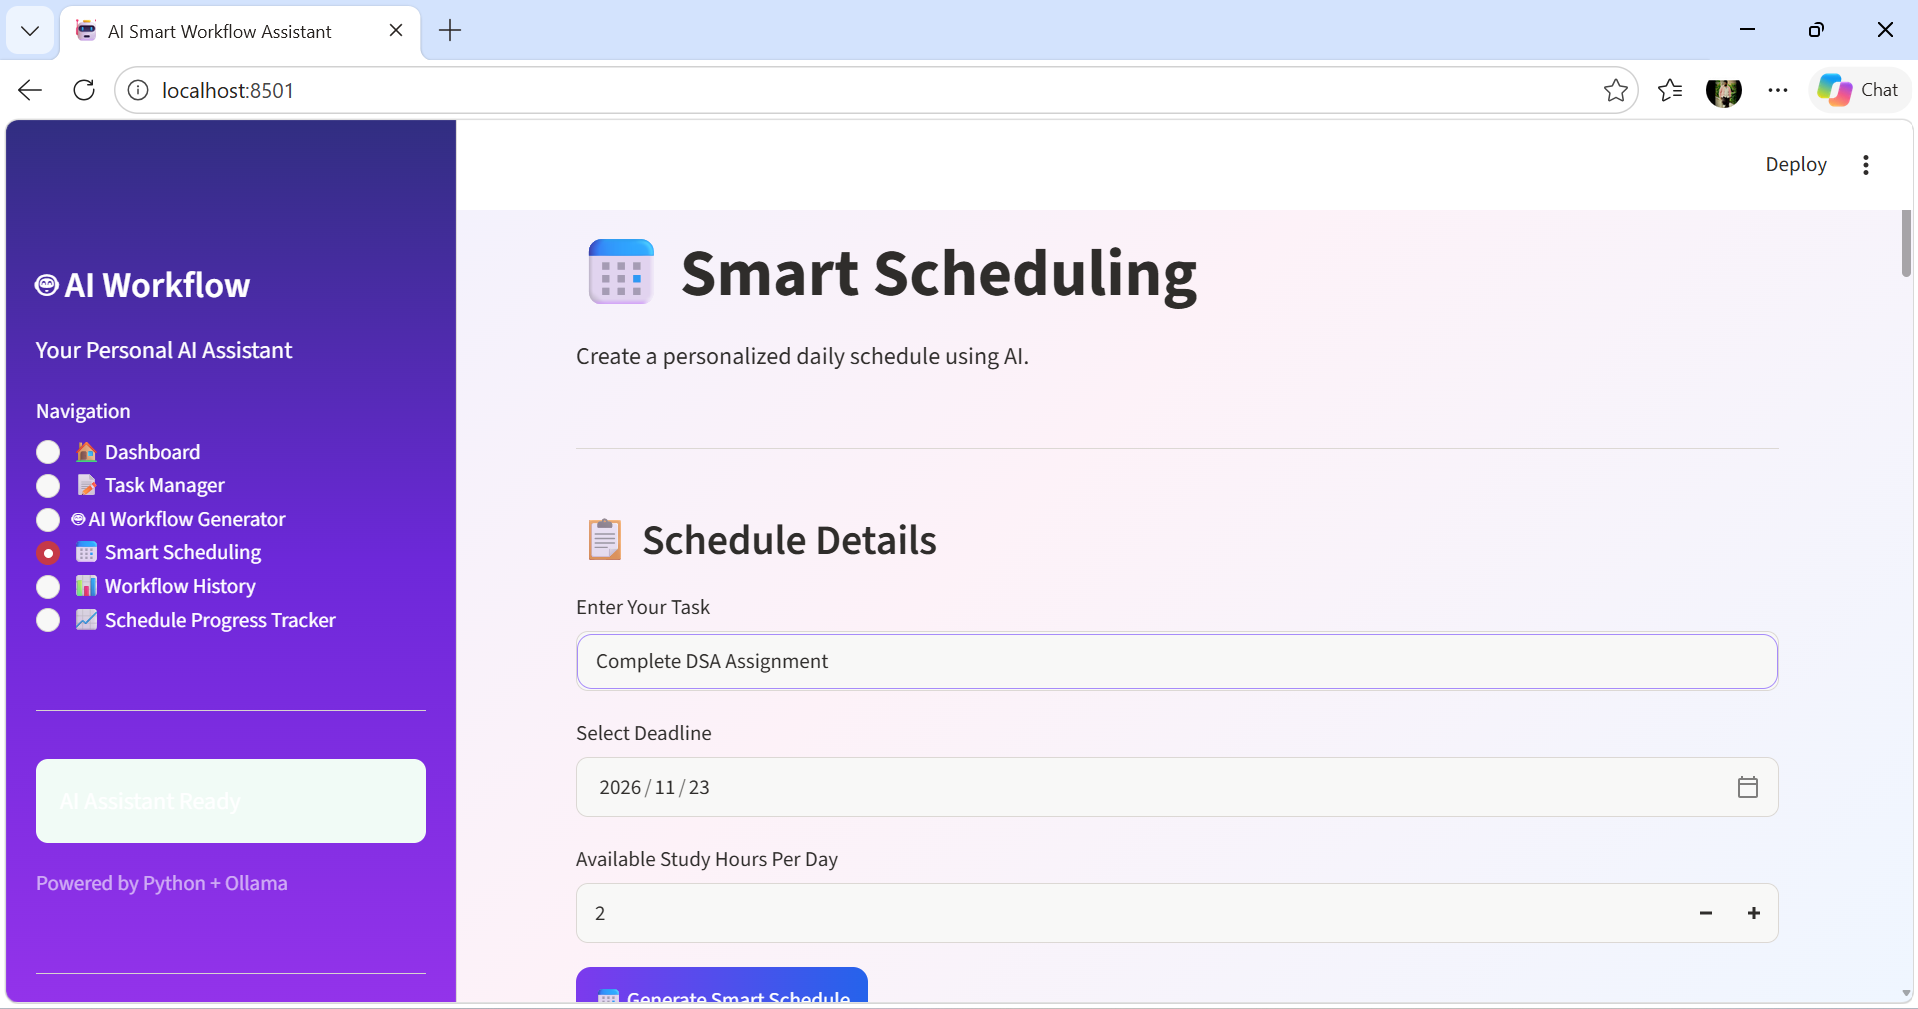 AI Smart Workflow Assistant
localhost:8501
Chat
Deploy
AI Workflow
Your Personal AI Assistant
Navigation
Dashboard
Task Manager
AI Workflow Generator
Smart Scheduling
Workflow History
Schedule Progress Tracker
AI Assistant Ready
Powered by Python + Ollama
Smart Scheduling
Create a personalized daily schedule using AI.
Schedule Details
Enter Your Task
Complete DSA Assignment
Select Deadline
2026/11/23
Available Study Hours Per Day
2
Generate Smart Schedule